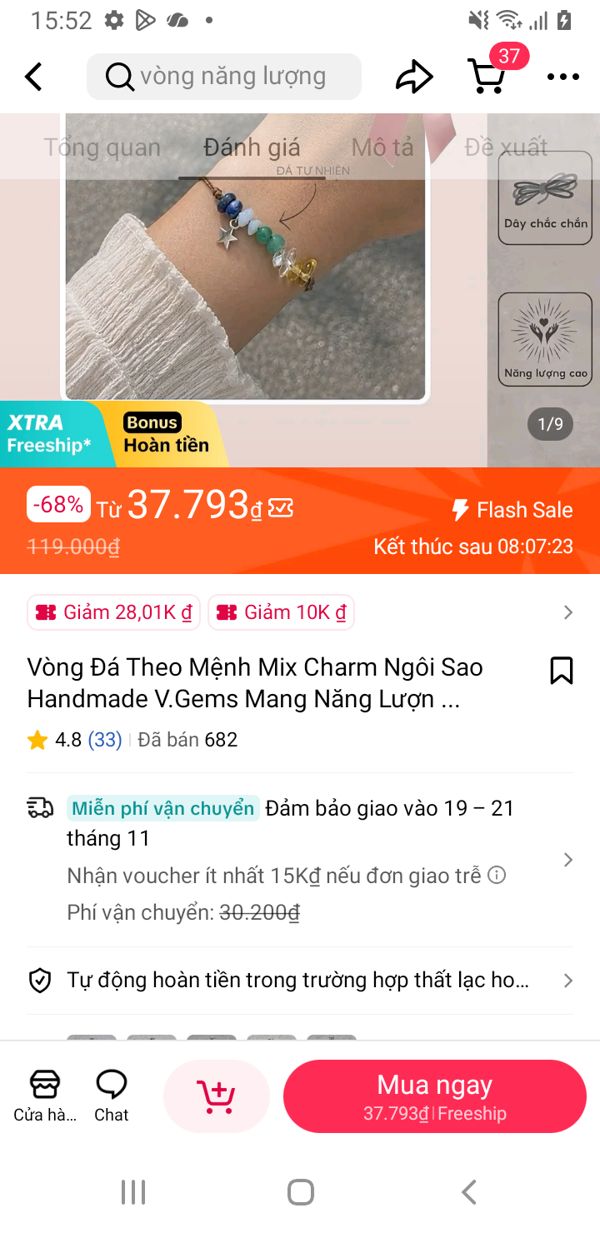 15:52
vòng năng lượng
37
Tổng quan
Đánh giá
Mô tả
Đề xuất
ĐÁ TỰ NHIÊN
Dây chắc chắn
Năng lượng cao
XTRA
Freeship*
Bonus
Hoàn tiền
1/9
-68% Từ 37.793₫
Flash Sale
119.000₫
Kết thúc sau 08:07:23
Giảm 28,01K ₫
Giảm 10K ₫
Vòng Đá Theo Mệnh Mix Charm Ngôi Sao
Handmade V.Gems Mang Năng Lượn ...
4.8 (33) Đã bán 682
Miễn phí vận chuyển Đảm bảo giao vào 19 – 21
tháng 11
Nhận voucher ít nhất 15K₫ nếu đơn giao trễ
Phí vận chuyển: 30.200₫
Tự động hoàn tiền trong trường hợp thất lạc ho...
Cửa hà...
Chat
Mua ngay
37.793₫ | Freeship